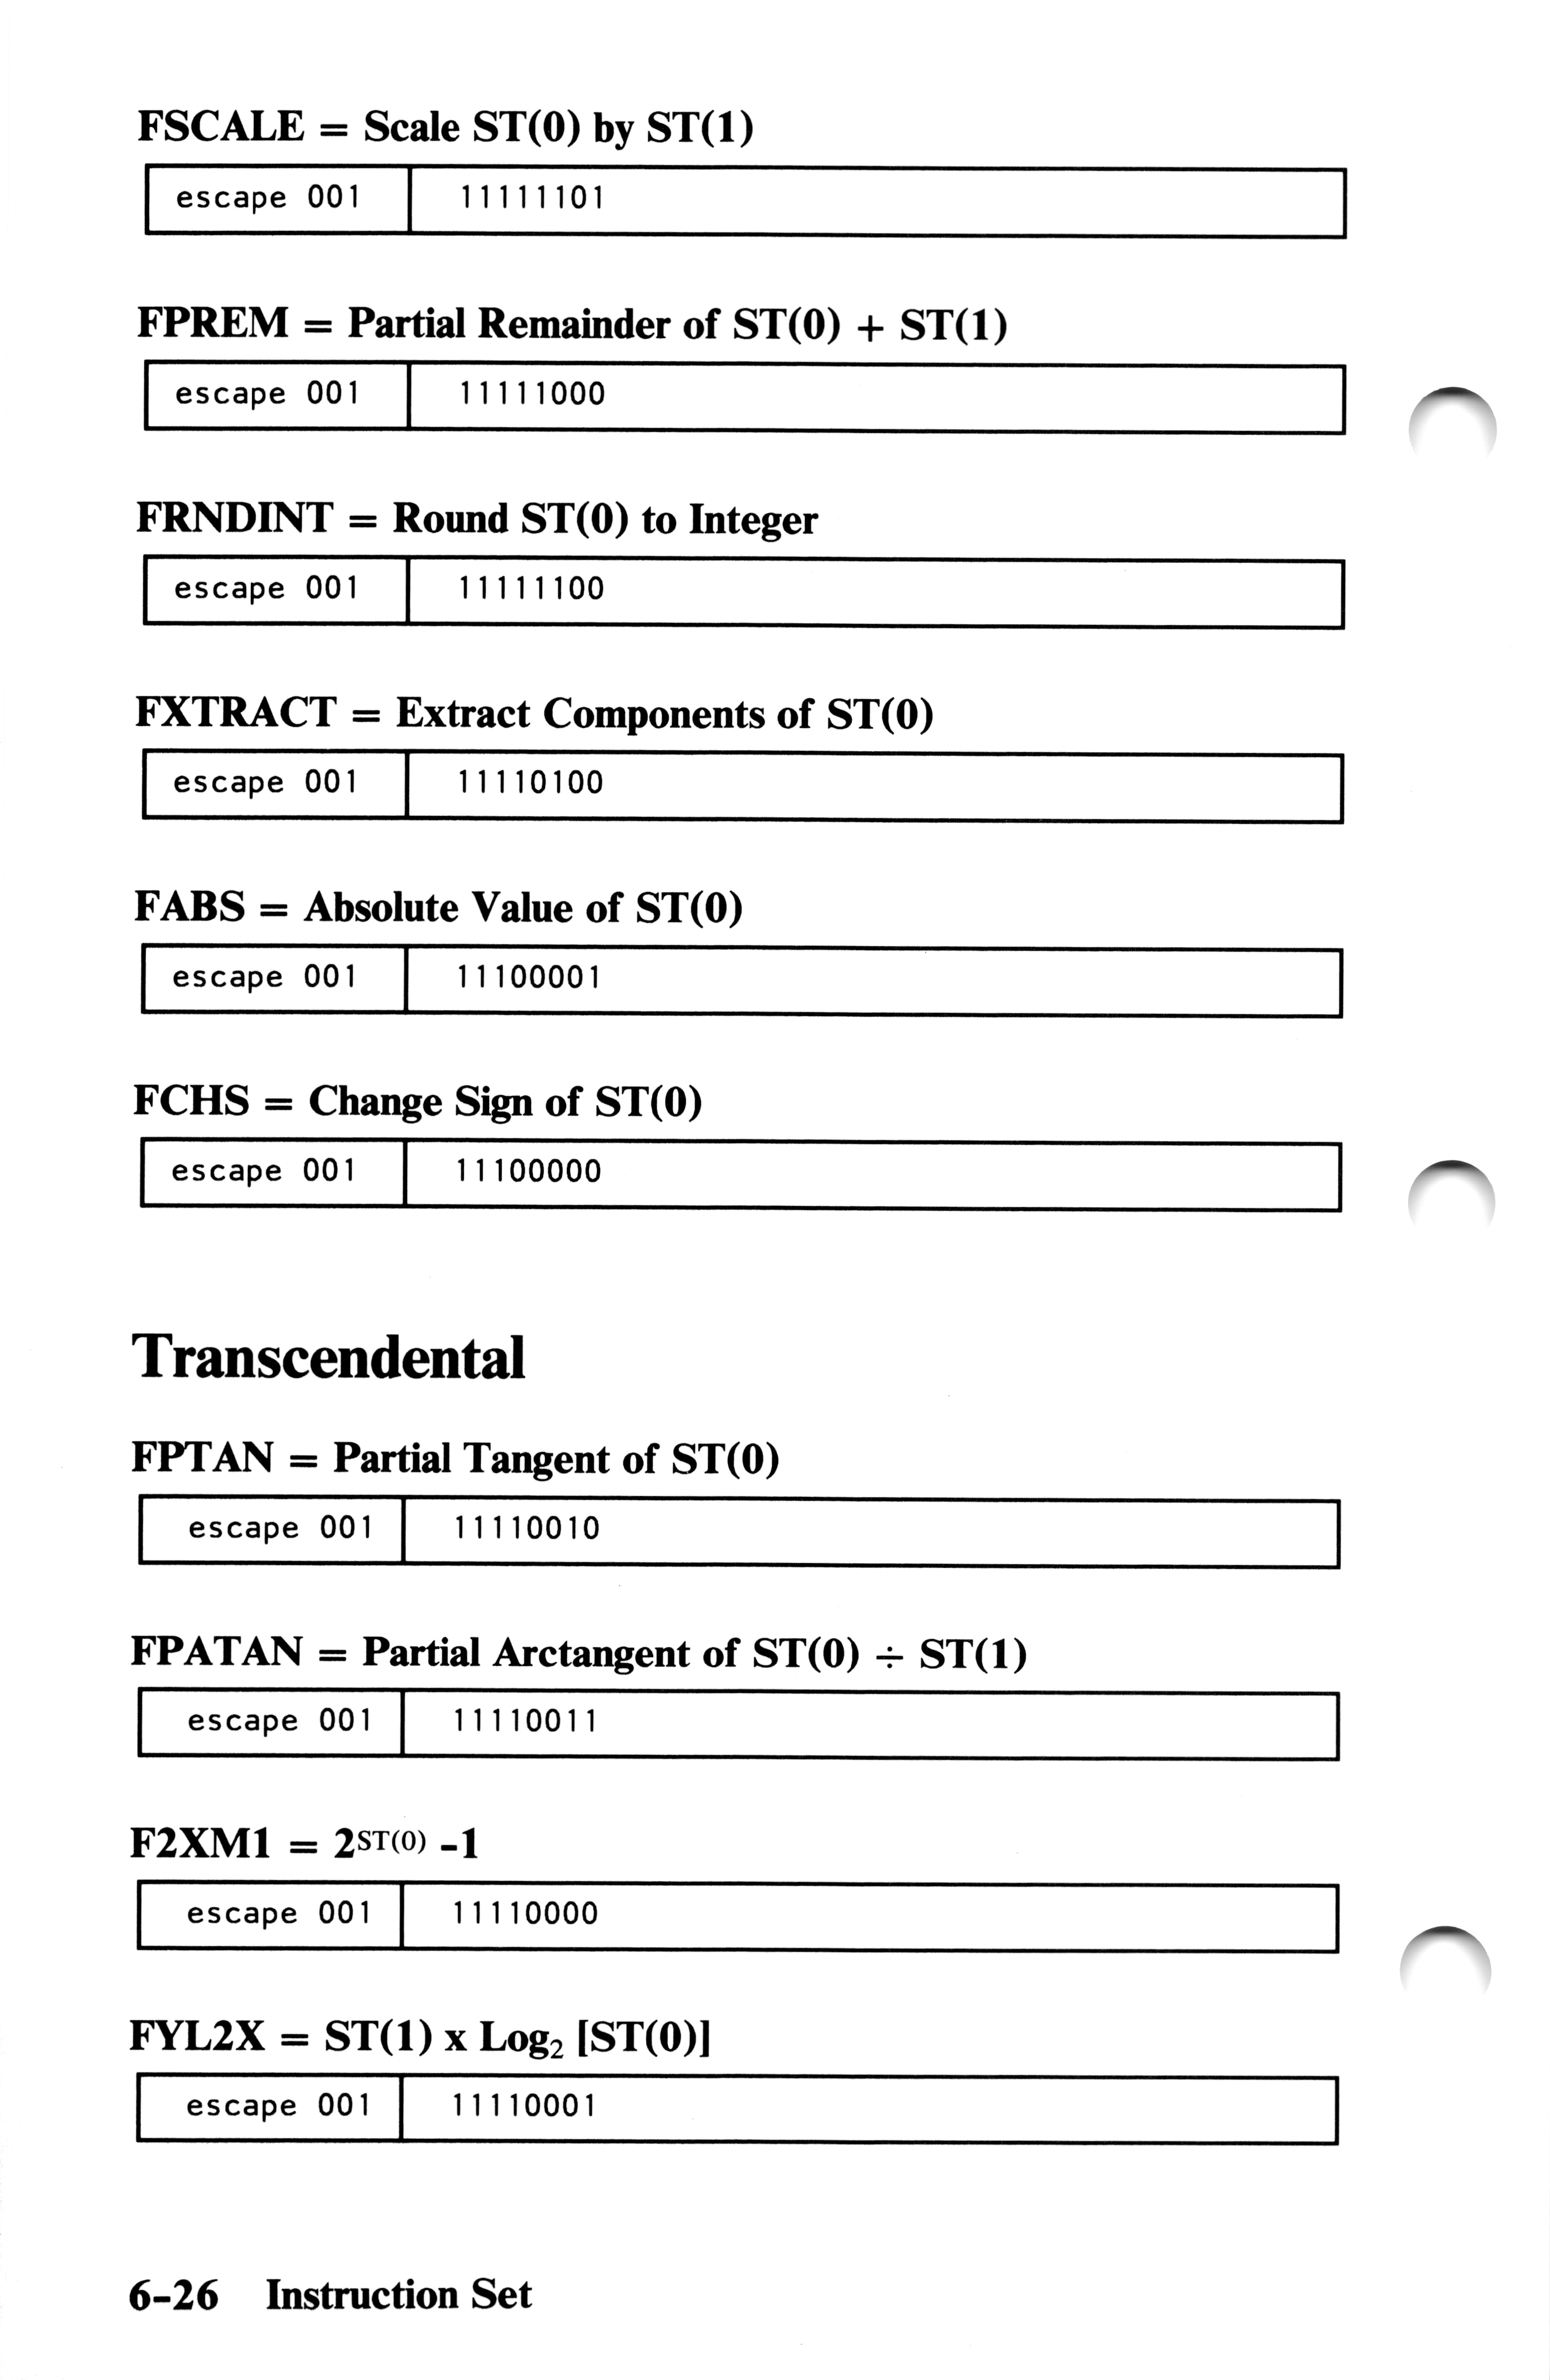 FSCALE = Scale ST(0) by ST(1)
escape 001 11111101
FPREM = Partial Remainder of ST(0) + ST(1)
escape 001 11111000
FRNDINT = Round ST(0) to Integer
escape 001 11111100
FXTRACT = Extract Components of ST(0)
escape 001 11110100
FABS = Absolute Value of ST(0)
escape 001 11100001
FCHS = Change Sign of ST(0)
escape 001 11100000
Transcendental
FPTAN = Partial Tangent of ST(0)
escape 001 11110010
FPATAN = Partial Arctangent of ST(0) ÷ ST(1)
escape 001 11110011
F2XM1 = 2ST(0) -1
escape 001 11110000
FYL2X = ST(1) x Log2 [ST(0)]
escape 001 11110001
6-26 Instruction Set